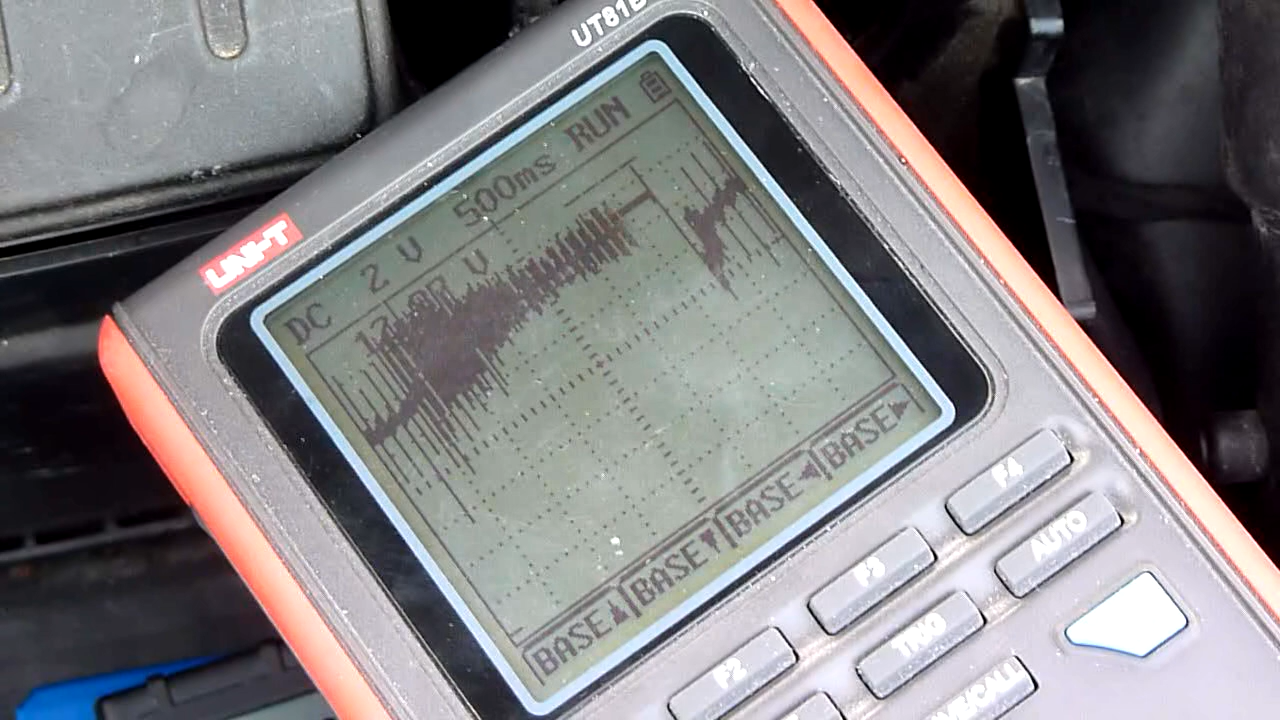 UT81B
UNI-T
DC 2 V 500ms RUN
V
BASE▲ BASE▼ BASE◀ BASE▶
F2 F3 F4
TRIG AUTO